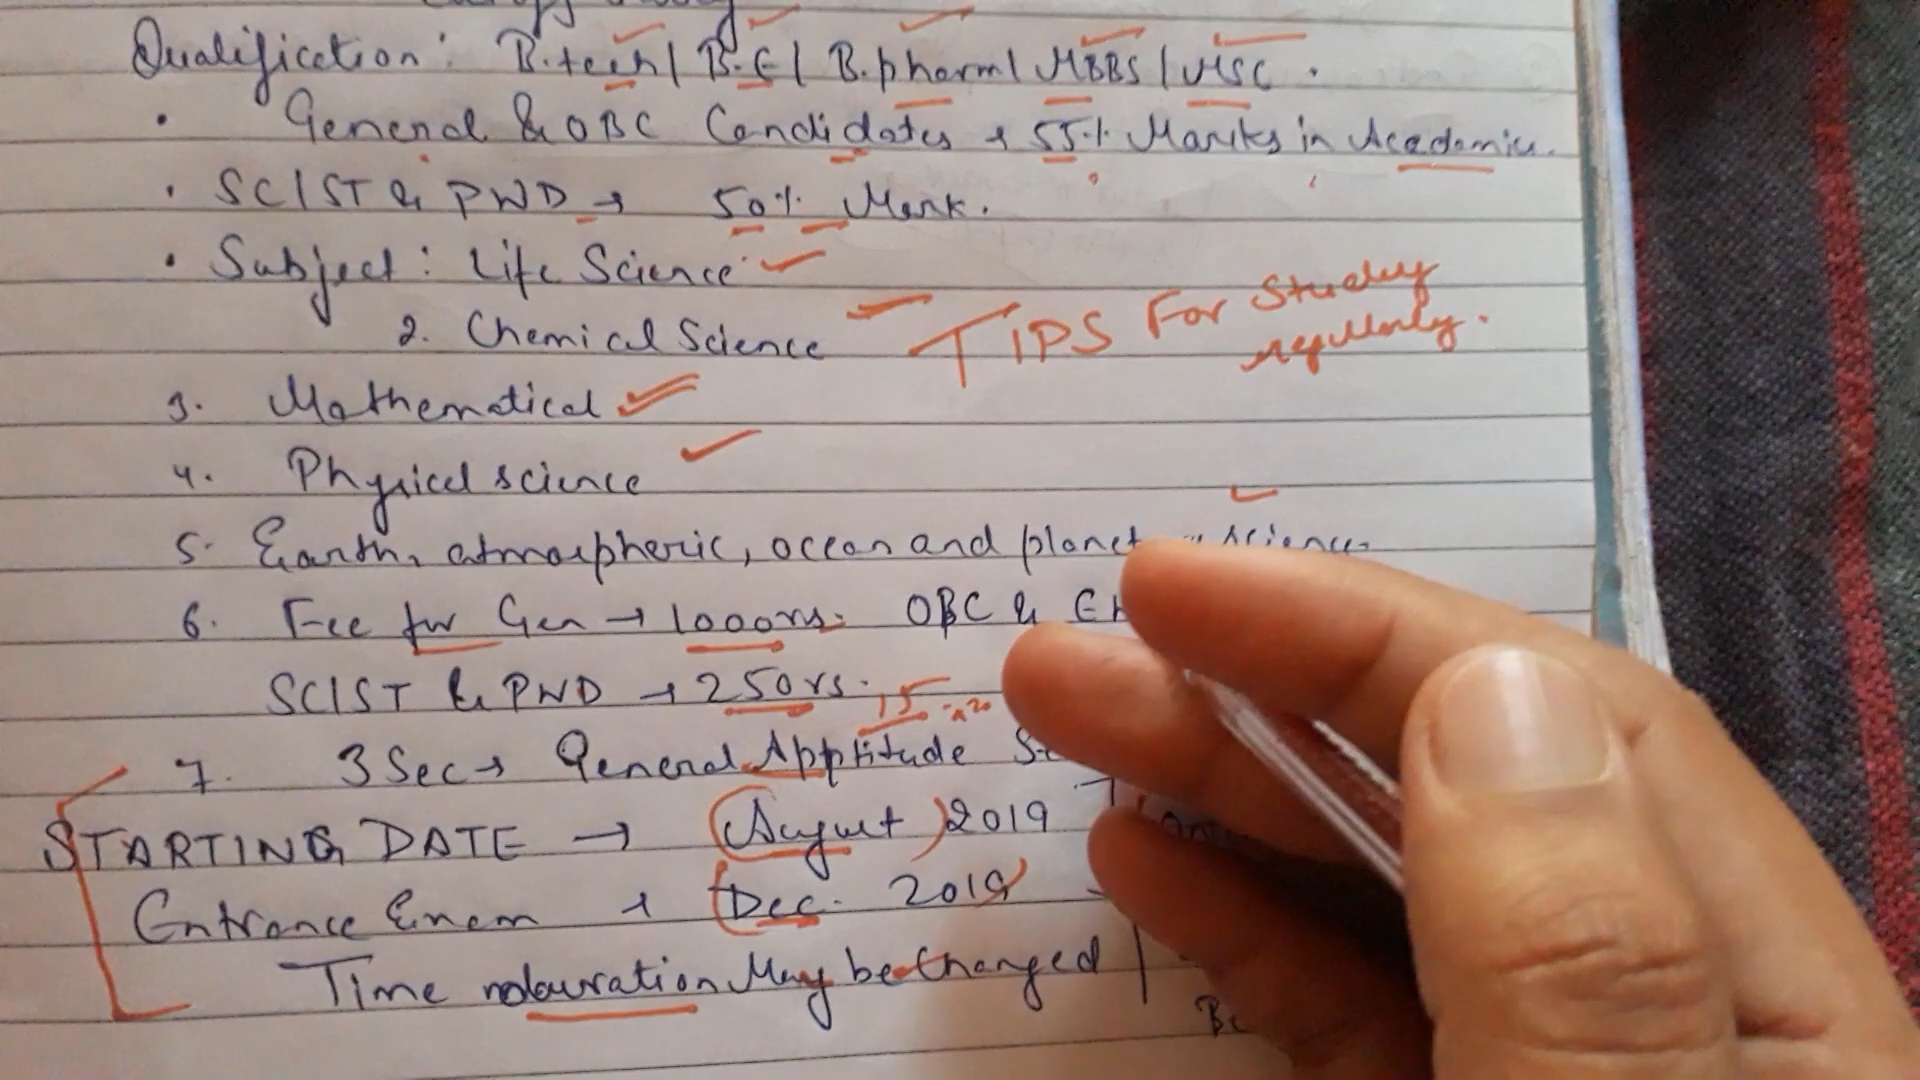 Qualification: B.tech / B.E / B.pharm / MBBS / MSC.
• General & OBC Candidates → 55% Marks in Academic.
• SC/ST & PWD → 50% Mark.
• Subject: Life Science
2. Chemical Science
TIPS For Study
regularly.
3. Mathematical
4. Physical science
5. Earth, atmospheric, ocean and science
6. Fee for Gen → 1000rs. OBC &
SC/ST & PWD → 250rs.
15
7. 3 Sec → General Apptitude
STARTING DATE → August 2019
Entrance Exam → Dec. 2019
Time may be Changed